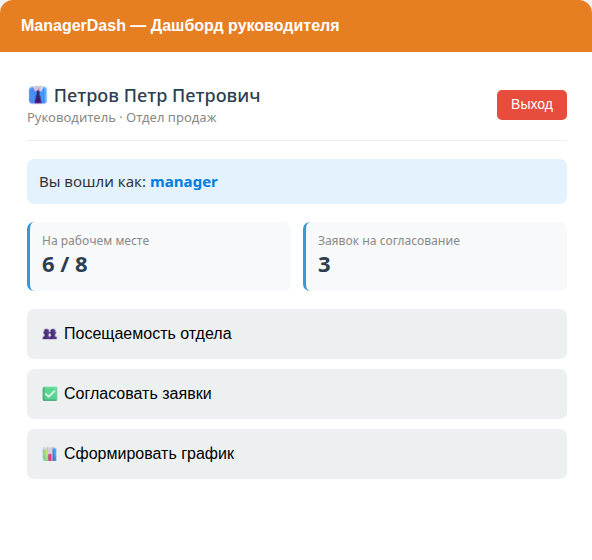 ManagerDash — Дашборд руководителя
Петров Петр Петрович
Выход
Руководитель · Отдел продаж
Вы вошли как: manager
На рабочем месте
6 / 8
Заявок на согласование
3
Посещаемость отдела
Согласовать заявки
Сформировать график